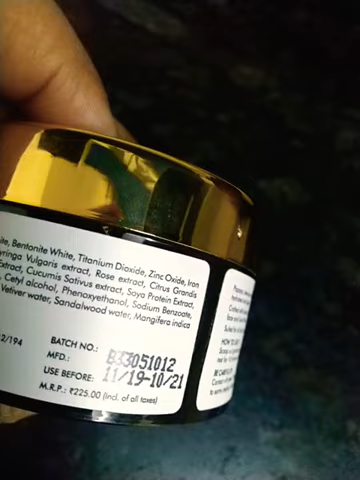 ite, Bentonite White, Titanium Dioxide, Zinc Oxide, Iron
yringa Vulgaris extract, Rose extract, Citrus Grandis
Extract, Cucumis Sativus extract, Soya Protein Extract,
Cetyl alcohol, Phenoxyethanol, Sodium Benzoate,
Vetiver water, Sandalwood water, Mangifera indica
2/194
BATCH NO.: B33051012
MFD.:
USE BEFORE: 11/19-10/21
M.R.P.: ₹225.00 (Incl. of all taxes)
HOW TO